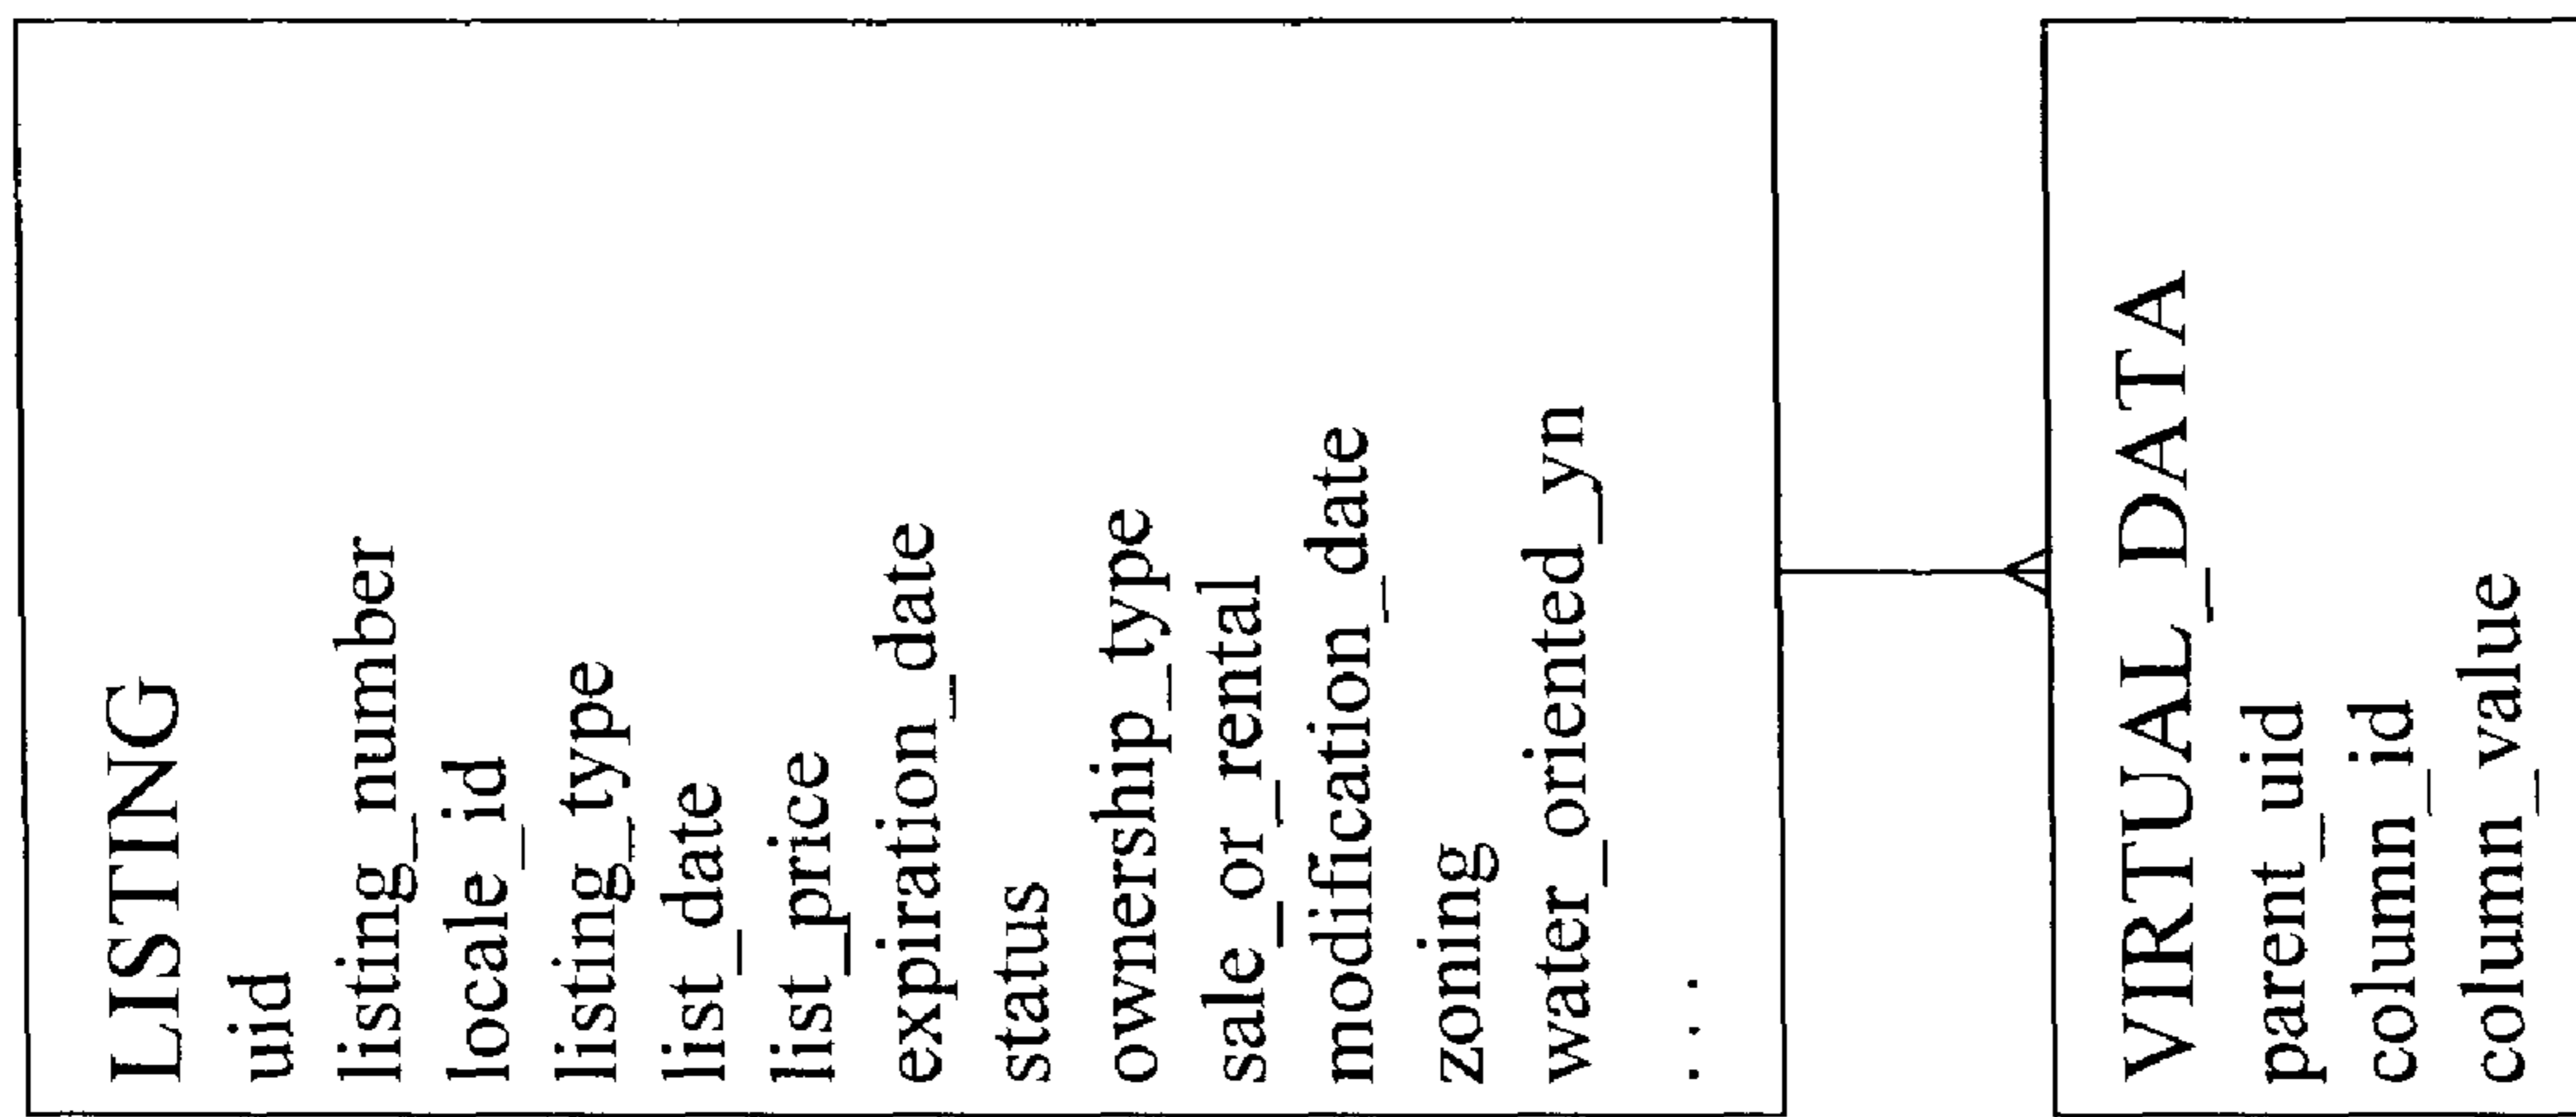 LISTING
uid
listing_number
locale_id
listing_type
list_date
list_price
expiration_date
status
ownership_type
sale_or_rental
modification_date
zoning
water_oriented_yn
...
VIRTUAL_DATA
parent_uid
column_id
column_value